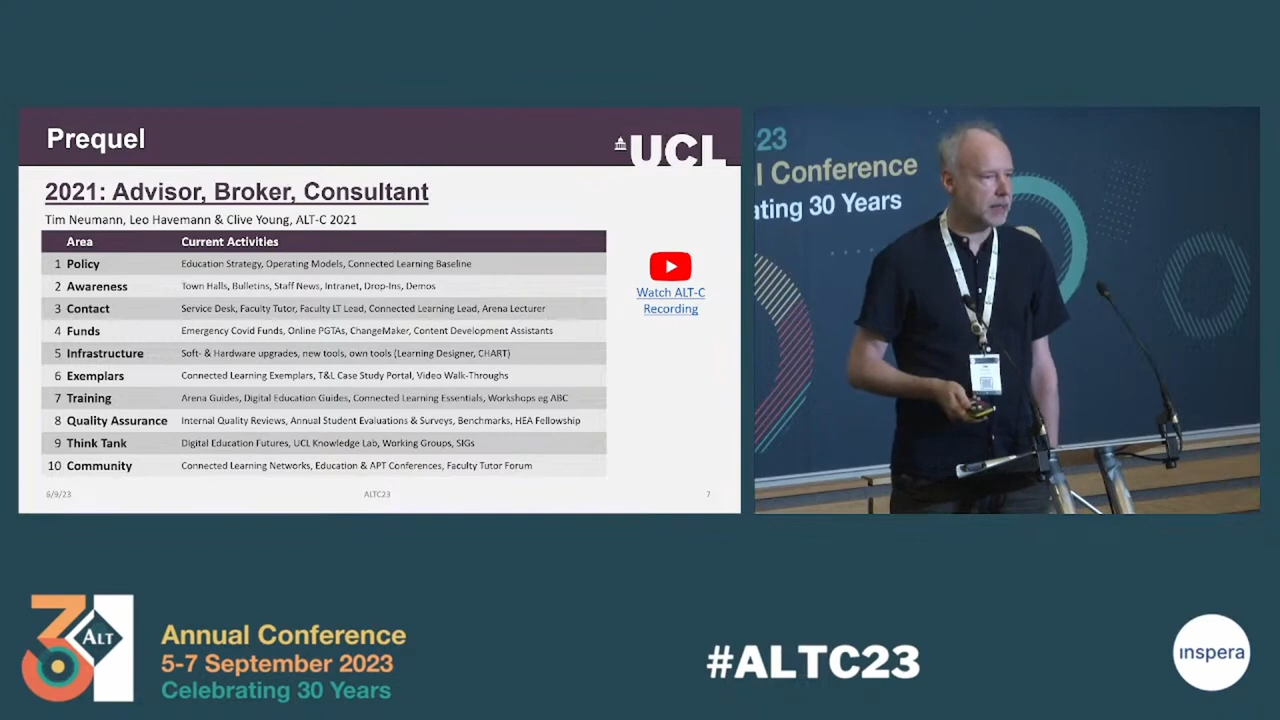 Prequel
UCL
2021: Advisor, Broker, Consultant
Tim Neumann, Leo Havemann & Clive Young, ALT-C 2021
Area Current Activities
1 Policy Education Strategy, Operating Models, Connected Learning Baseline
2 Awareness Town Halls, Bulletins, Staff News, Intranet, Drop-Ins, Demos
3 Contact Service Desk, Faculty Tutor, Faculty LT Lead, Connected Learning Lead, Arena Lecturer
4 Funds Emergency Covid Funds, Online PGTAs, ChangeMaker, Content Development Assistants
5 Infrastructure Soft- & Hardware upgrades, new tools, own tools (Learning Designer, CHART)
6 Exemplars Connected Learning Exemplars, T&L Case Study Portal, Video Walk-Throughs
7 Training Arena Guides, Digital Education Guides, Connected Learning Essentials, Workshops eg ABC
8 Quality Assurance Internal Quality Reviews, Annual Student Evaluations & Surveys, Benchmarks, HEA Fellowship
9 Think Tank Digital Education Futures, UCL Knowledge Lab, Working Groups, SIGs
10 Community Connected Learning Networks, Education & APT Conferences, Faculty Tutor Forum
Watch ALT-C
Recording
6/9/23 ALTC23 7
23
l Conference
ating 30 Years
31
ALT
Annual Conference
5-7 September 2023
Celebrating 30 Years
#ALTC23
inspera